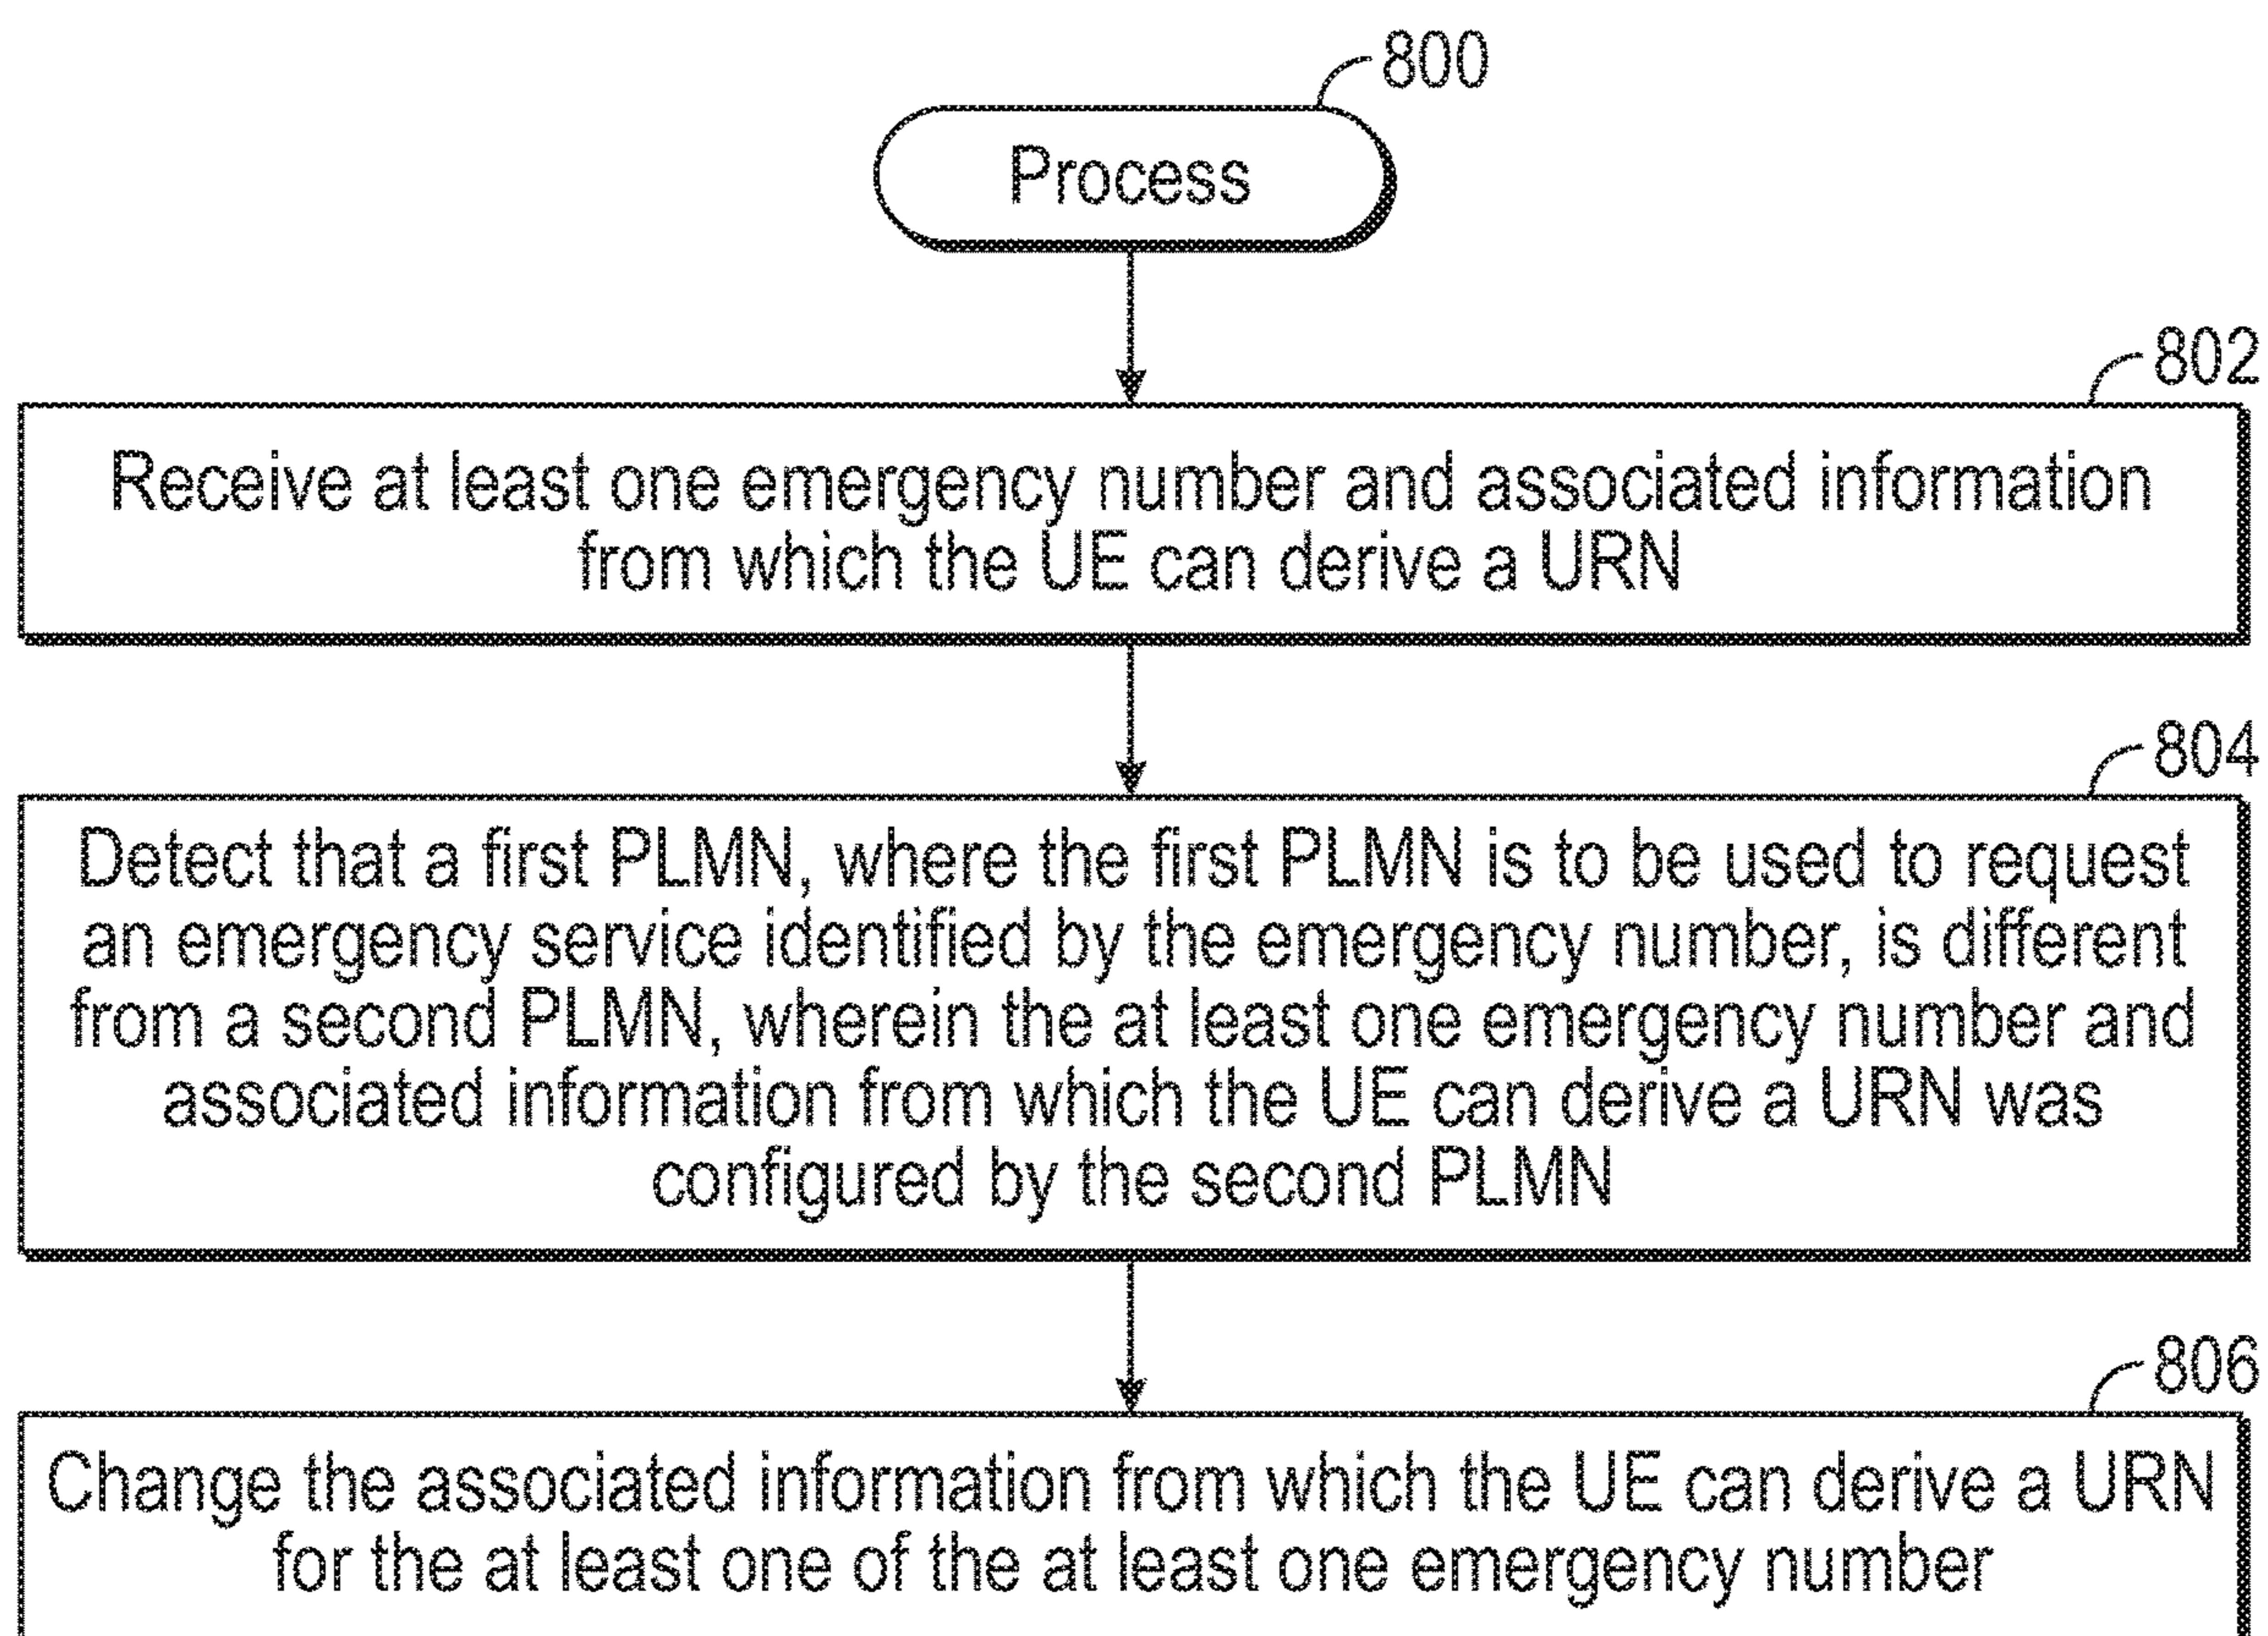 800
Process
802
Receive at least one emergency number and associated information
from which the UE can derive a URN
804
Detect that a first PLMN, where the first PLMN is to be used to request
an emergency service identified by the emergency number, is different
from a second PLMN, wherein the at least one emergency number and
associated information from which the UE can derive a URN was
configured by the second PLMN
806
Change the associated information from which the UE can derive a URN
for the at least one of the at least one emergency number